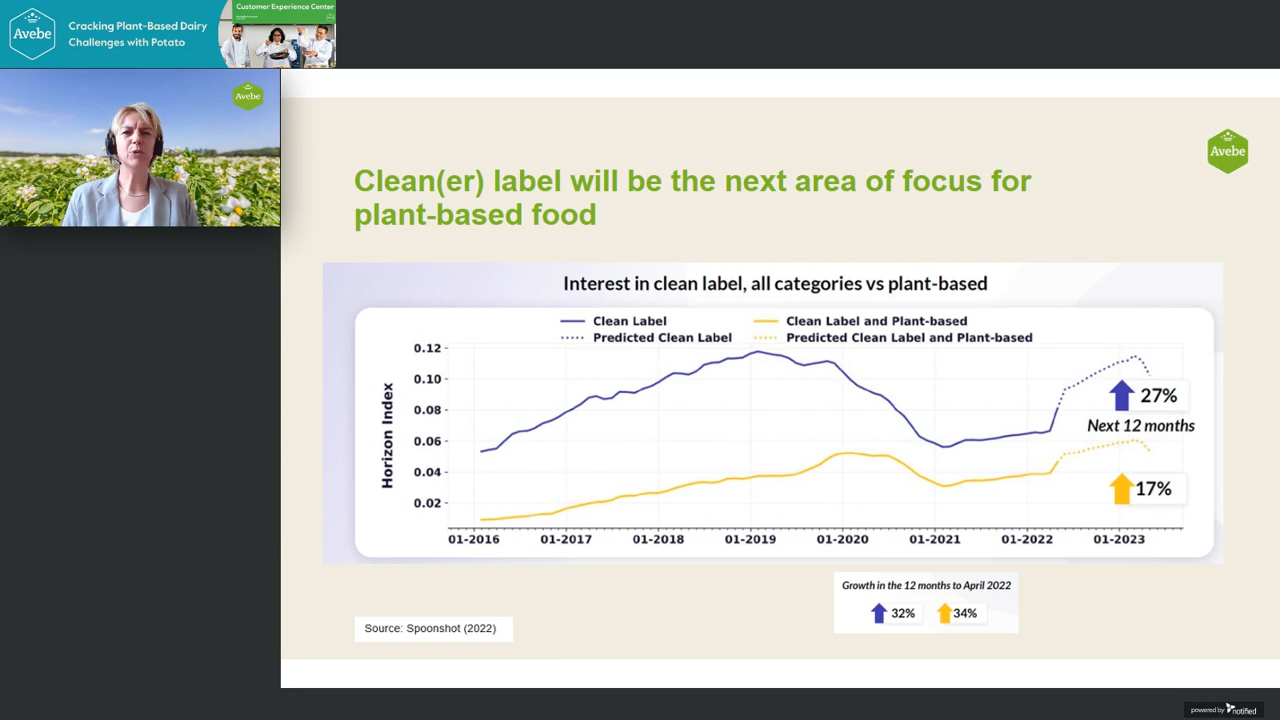 Avebe
Cracking Plant-Based Dairy
Challenges with Potato
Customer Experience Center
Avebe
Avebe
Clean(er) label will be the next area of focus for
plant-based food
Interest in clean label, all categories vs plant-based
Clean Label
Clean Label and Plant-based
Predicted Clean Label
Predicted Clean Label and Plant-based
Horizon Index
0.12
0.10
0.08
0.06
0.04
0.02
27%
Next 12 months
17%
01-2016 01-2017 01-2018 01-2019 01-2020 01-2021 01-2022 01-2023
Growth in the 12 months to April 2022
32% 34%
Source: Spoonshot (2022)
powered by notified